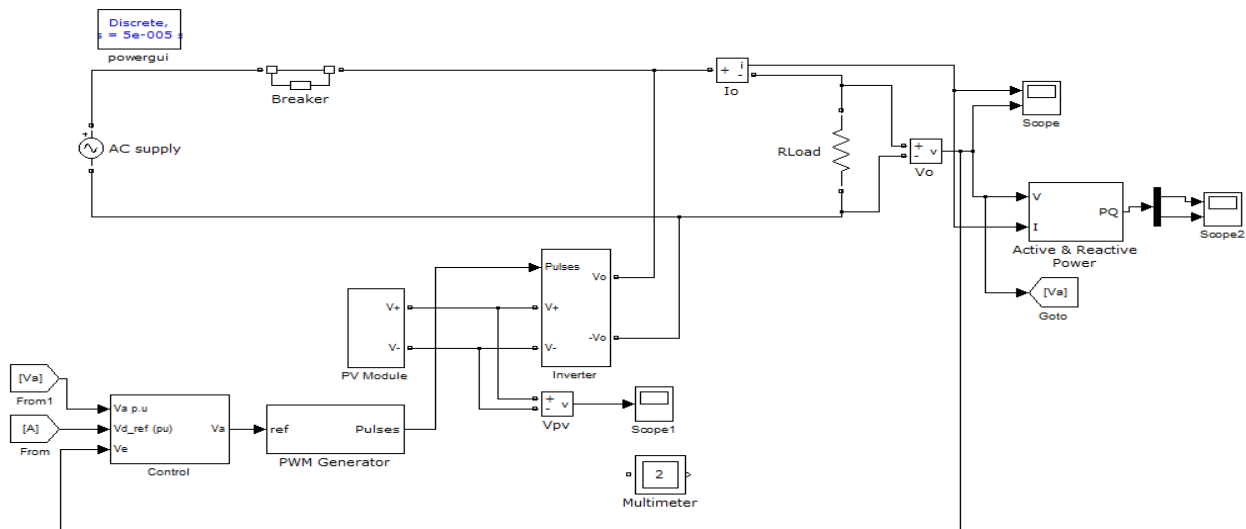 Discrete,
s = 5e-005 s
powergui
Breaker
AC supply
+
+
-
i
Io
RLoad
+
-
v
Vo
Scope
V
I
PQ
Active & Reactive
Power
Scope2
[Va]
Goto
Pulses
V+
V-
Vo
-Vo
Inverter
V+
V-
PV Module
+
-
v
Vpv
Scope1
[Va]
From1
[A]
From
Va p.u
Vd_ref (pu)
Ve
Va
Control
ref
Pulses
PWM Generator
2
Multimeter